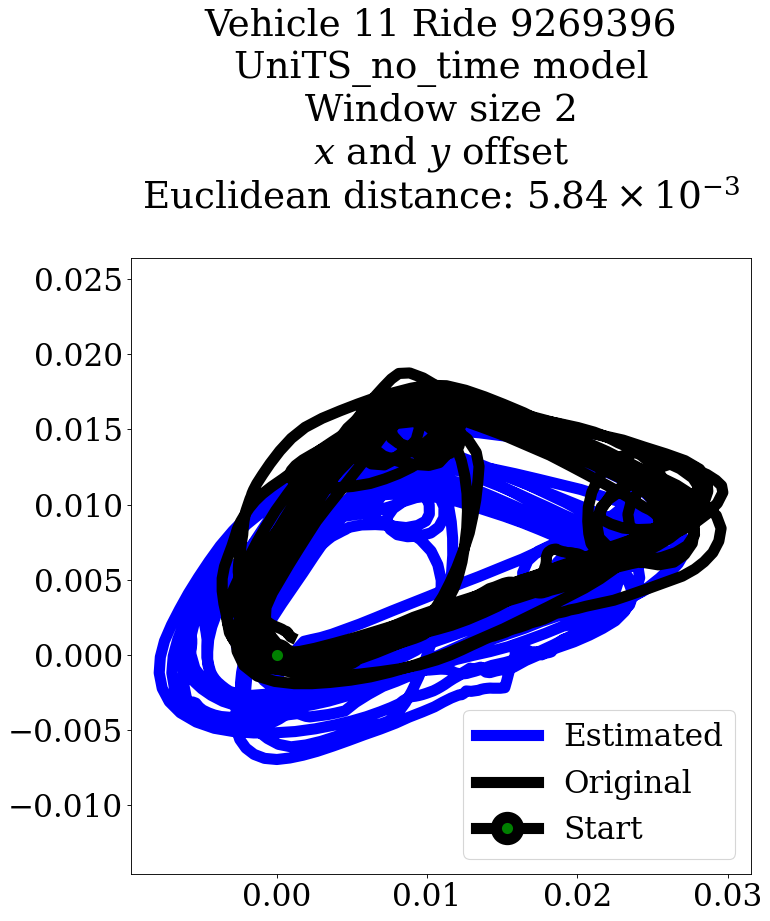 Vehicle 11 Ride 9269396
UniTS_no_time model
Window size 2
x and y offset
Euclidean distance: 5.84 × 10⁻³
0.025
0.020
0.015
0.010
0.005
0.000
−0.005
−0.010
Estimated
Original
Start
0.00 0.01 0.02 0.03